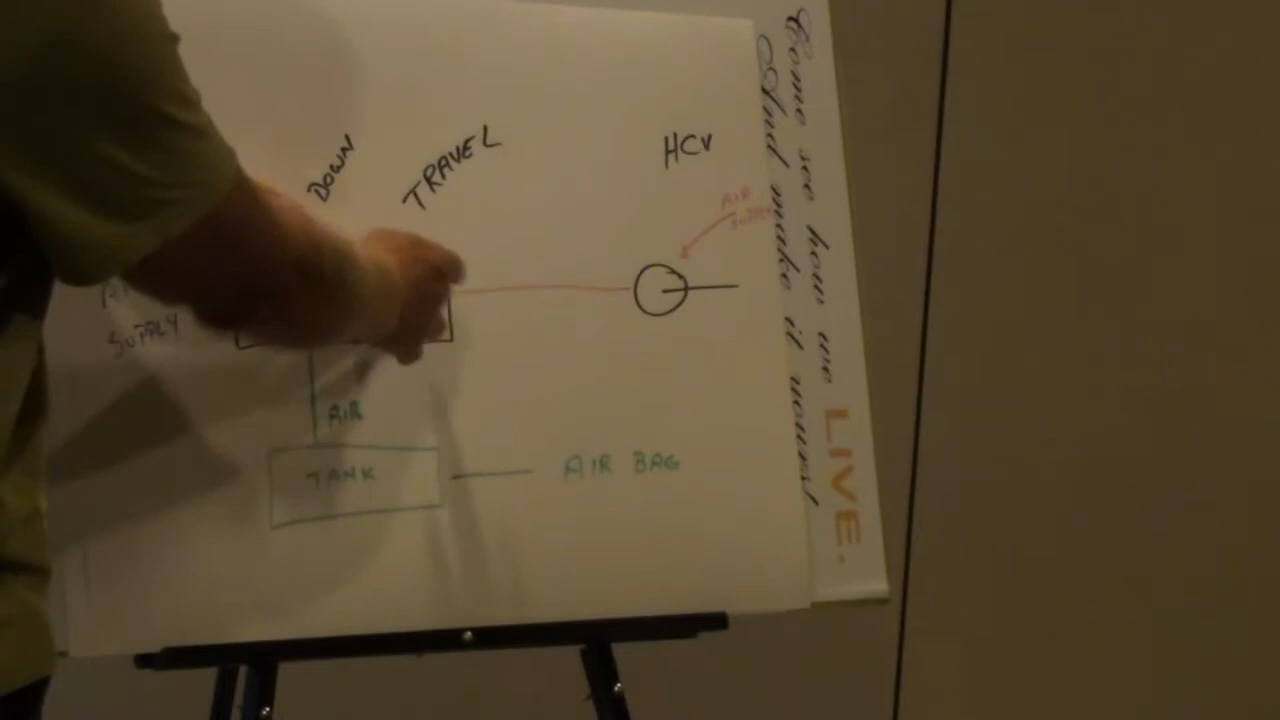 DOWN
TRAVEL
HCV
AIR
SUPPLY
AIR
TANK
AIR BAG
Come see how we LIVE.
And make it yours!